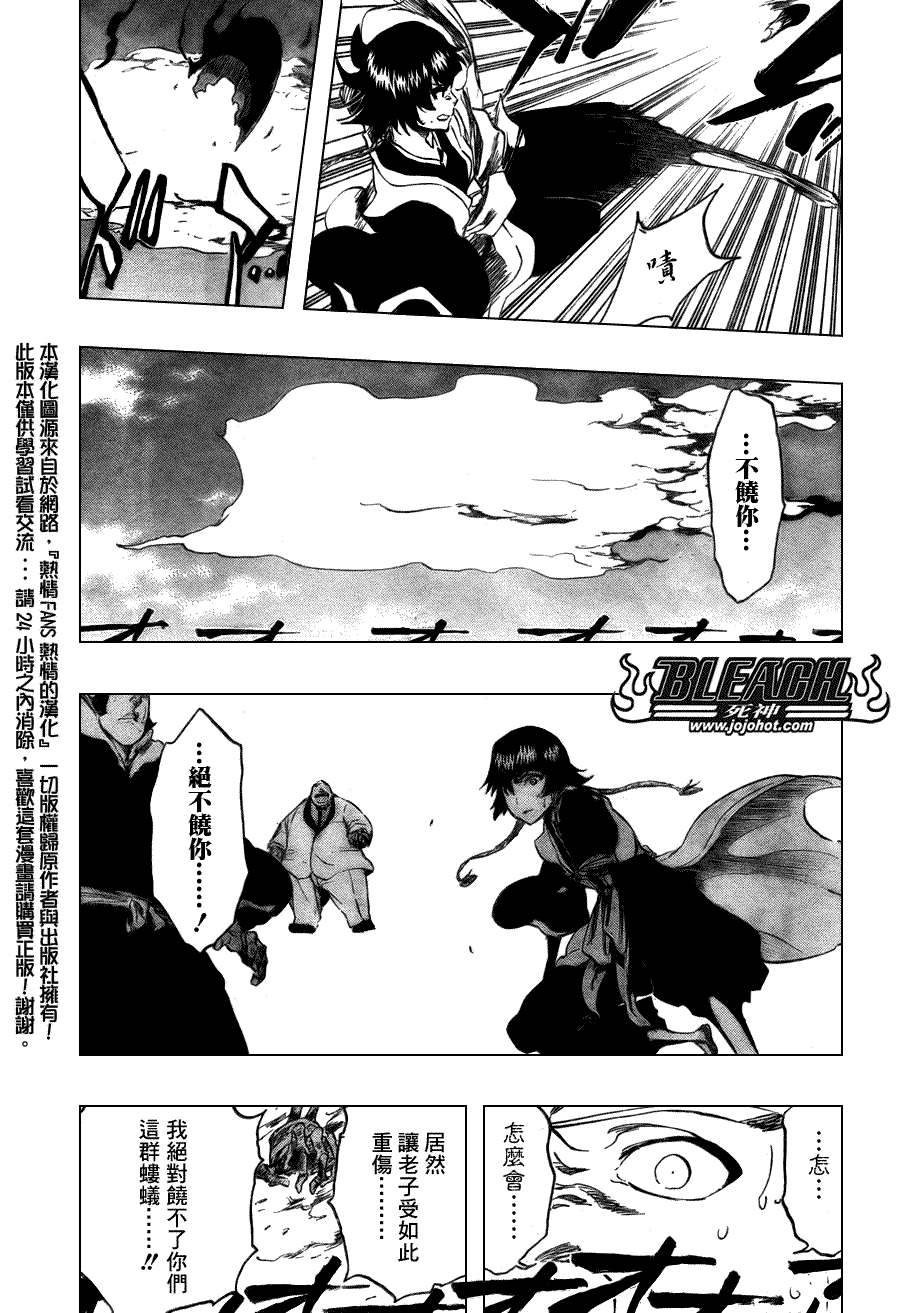 嘖
…不饒你…
BLEACH
死神
www.jojohot.com
…絕不饒你………！
…怎…
怎麼會…
居然
讓老子受如此
重傷………
我絕對饒不了你們
這群螻蟻……!!
本漢化圖源來自於網路，『熱情FANS熱情的漢化』一切版權歸原作者與出版社擁有！
此版本僅供學習試看交流…請24小時之內消除，喜歡這套漫畫請購買正版！謝謝。